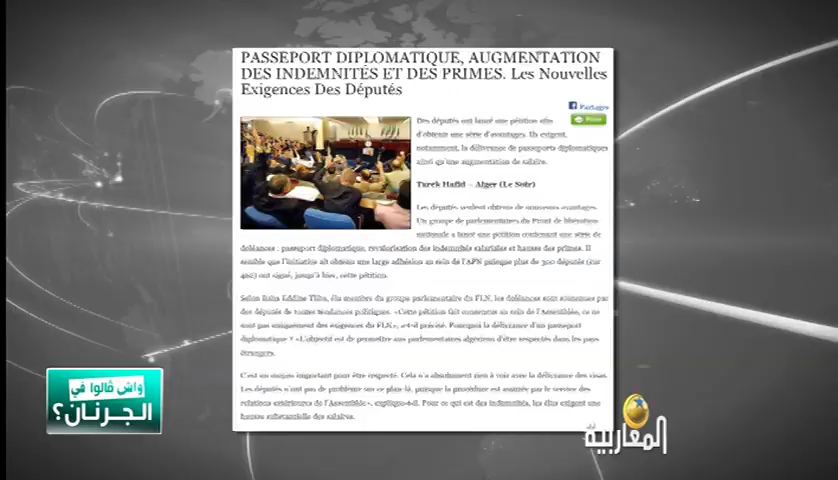 PASSEPORT DIPLOMATIQUE, AUGMENTATION
DES INDEMNITÉS ET DES PRIMES. Les Nouvelles
Exigences Des Députés
Partager
Print
Des députés ont lancé une pétition afin
d'obtenir une série d'avantages. Ils exigent,
notamment, la délivrance de passeports diplomatiques
ainsi qu'une augmentation de salaire.
Tarek Hafid – Alger (Le Soir)
Les députés veulent obtenir de nouveaux avantages.
Un groupe de parlementaires du Front de libération
nationale a lancé une pétition contenant une série de
doléances : passeport diplomatique, revalorisation des indemnités salariales et hausse des primes. Il
semble que l'initiative ait obtenu une large adhésion au sein de l'APN puisque plus de 300 députés (sur
462) ont signé, jusqu'à hier, cette pétition.
Selon Baha Eddine Tliba, élu membre du groupe parlementaire du FLN, les doléances sont soutenues par
des députés de toutes tendances politiques. «Cette pétition fait consensus au sein de l'Assemblée, ce ne
sont pas uniquement des exigences du FLN», a-t-il précisé. Pourquoi la délivrance d'un passeport
diplomatique ? «L'objectif est de permettre aux parlementaires algériens d'être respectés dans les pays
étrangers.
C'est un moyen important pour être respecté. Cela n'a absolument rien à voir avec la délivrance des visas.
Les députés n'ont pas de problème sur ce plan-là, puisque la procédure est assurée par le service des
relations extérieures de l'Assemblée», explique-t-il. Pour ce qui est des indemnités, les élus exigent une
hausse substantielle des salaires.
واش ڤالوا في
الجرنان؟
المغاربية